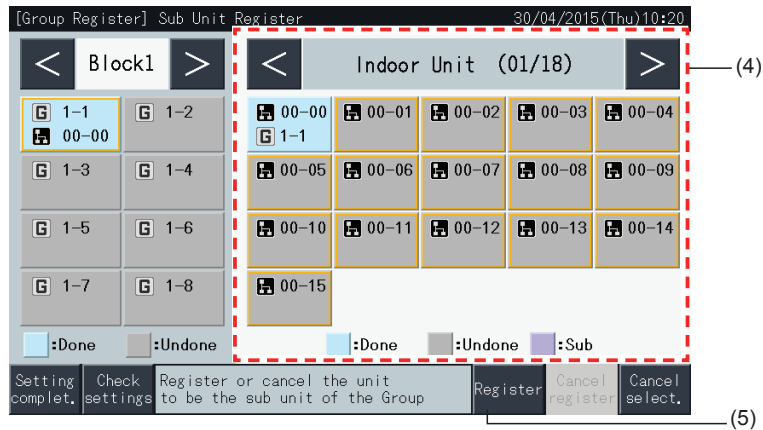 [Group Register] Sub Unit Register 30/04/2015(Thu)10:20
< Block1 > < Indoor Unit (01/18) > (4)
G 1-1 G 1-2 00-00 00-01 00-02 00-03 00-04
00-00 G 1-1
G 1-3 G 1-4 00-05 00-06 00-07 00-08 00-09
G 1-5 G 1-6 00-10 00-11 00-12 00-13 00-14
G 1-7 G 1-8 00-15
:Done :Undone :Done :Undone :Sub
Setting Check Register or cancel the unit Register Cancel Cancel
complet. settings to be the sub unit of the Group register select.
(5)